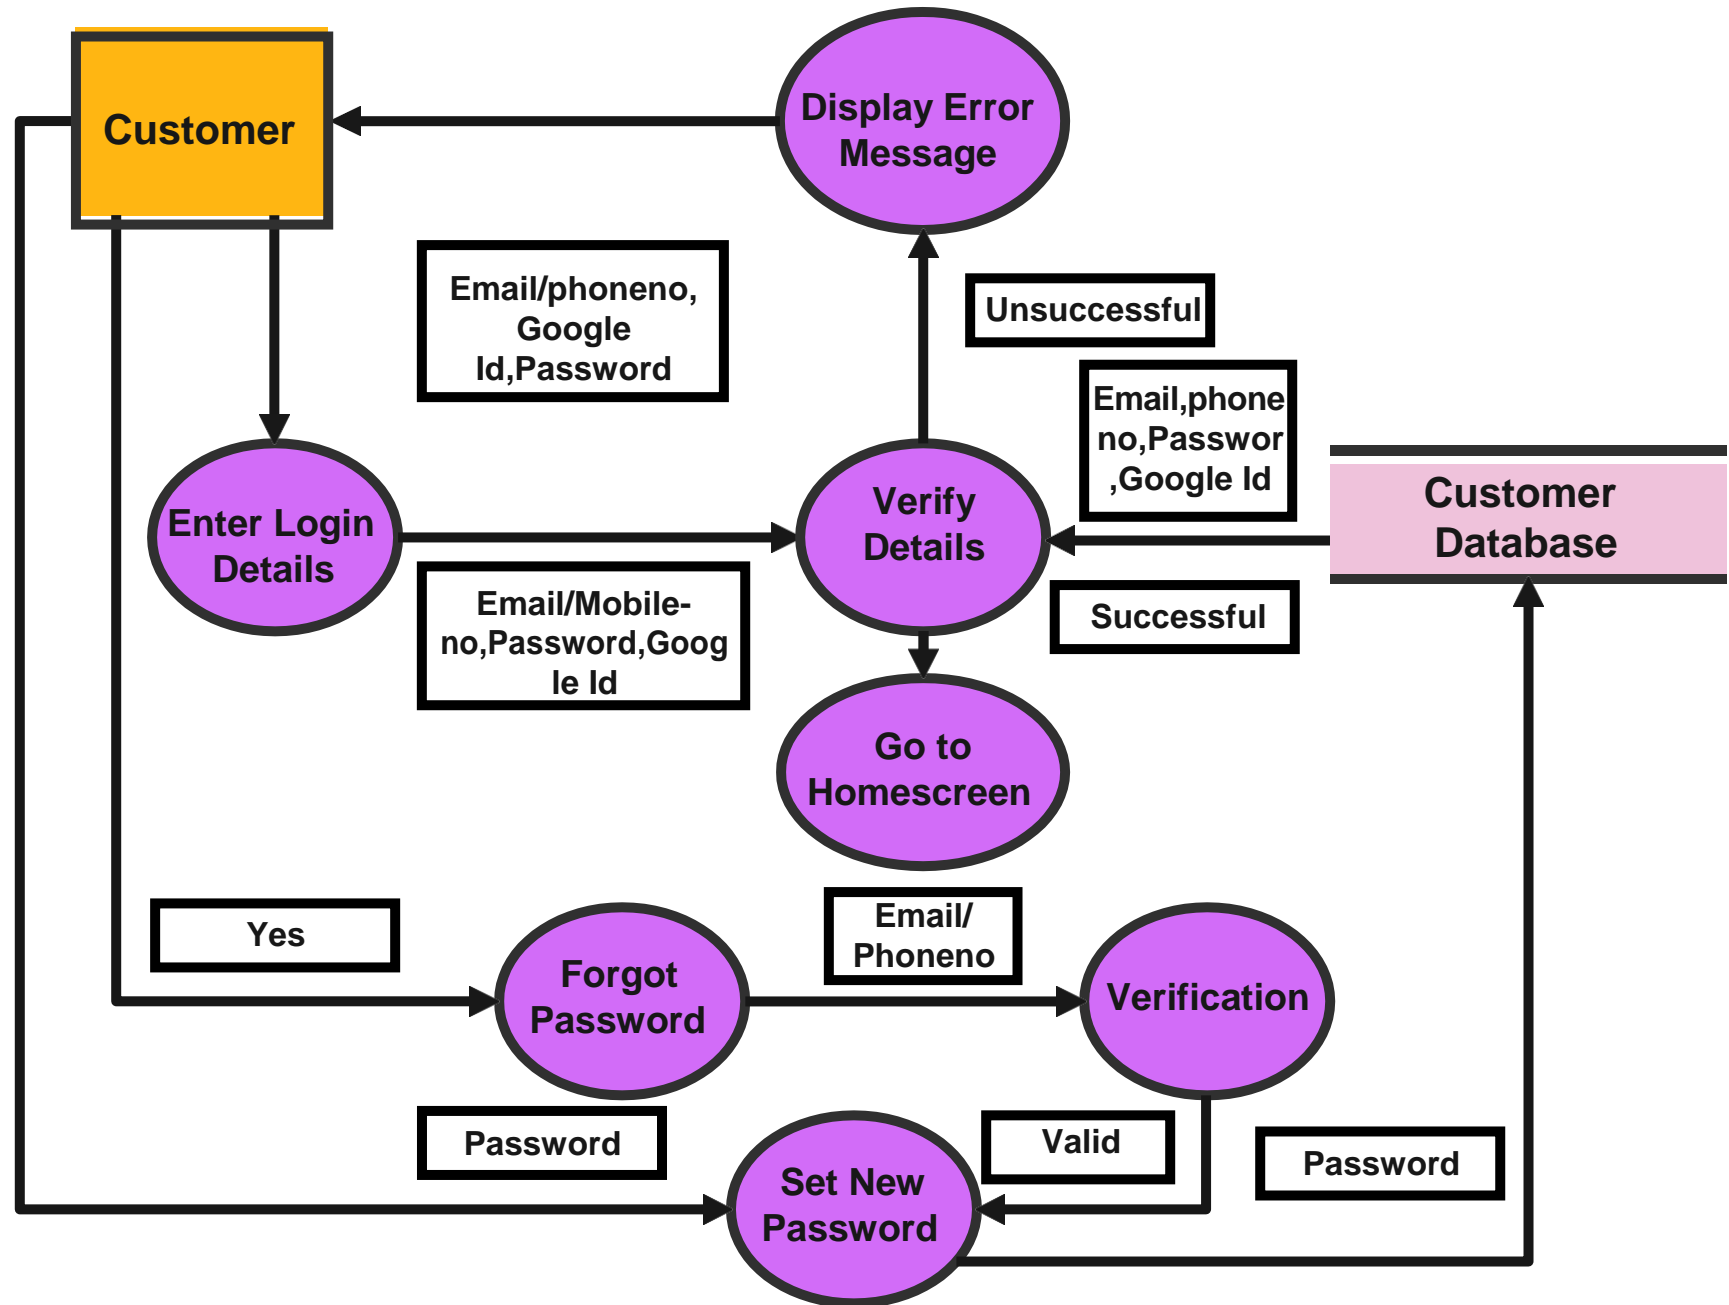 Customer
Display Error
Message
Email/phoneno,
Google
Id,Password
Unsuccessful
Email,phone
no,Passwor
,Google Id
Customer
Database
Enter Login
Details
Verify
Details
Email/Mobile-
no,Password,Goog
le Id
Successful
Go to
Homescreen
Yes
Email/
Phoneno
Forgot
Password
Verification
Password
Valid
Password
Set New
Password